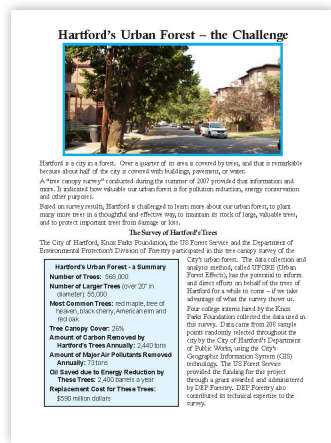 Hartford's Urban Forest – the Challenge
Hartford is a city in a forest. Over a quarter of its area is covered by trees, and that is remarkable
because about half of the city is covered with buildings, pavement, or water.
A "tree canopy survey" conducted during the summer of 2007 provided that information and
more. It indicated how valuable our urban forest is for pollution reduction, energy conservation
and other purposes.
Based on survey results, Hartford is challenged to learn more about our urban forest, to plant
many more trees in a thoughtful and effective way, to maintain its stock of large, valuable trees,
and to protect important trees from damage or loss.
The Survey of Hartford's Trees
The City of Hartford, Knox Parks Foundation, the US Forest Service and the Department of
Environmental Protection's Division of Forestry participated in this tree canopy survey of the
City's urban forest. The data collection and
analysis method, called UFORE (Urban
Forest Effects), has the potential to inform
and direct efforts on behalf of the trees of
Hartford for a while to come – if we take
advantage of what the survey shows us.
Four college interns hired by the Knox
Parks Foundation collected the data used in
this survey. Data came from 200 sample
points randomly selected throughout the
city by the City of Hartford's Department
of Public Works, using the City's
Geographic Information System (GIS)
technology. The US Forest Service
provided the funding for this project
through a grant awarded and administered
by DEP Forestry. DEP Forestry also
contributed its technical expertise to the
survey.
Hartford's Urban Forest - a Summary
Number of Trees: 568,000
Number of Larger Trees (over 20" in
diameter): 55,000
Most Common Trees: red maple, tree of
heaven, black cherry, American elm and
red oak
Tree Canopy Cover: 26%
Amount of Carbon Removed by
Hartford's Trees Annually: 2,440 tons
Amount of Major Air Pollutants Removed
Annually: 73 tons
Oil Saved due to Energy Reduction by
These Trees: 2,400 barrels a year
Replacement Cost for These Trees:
$590 million dollars